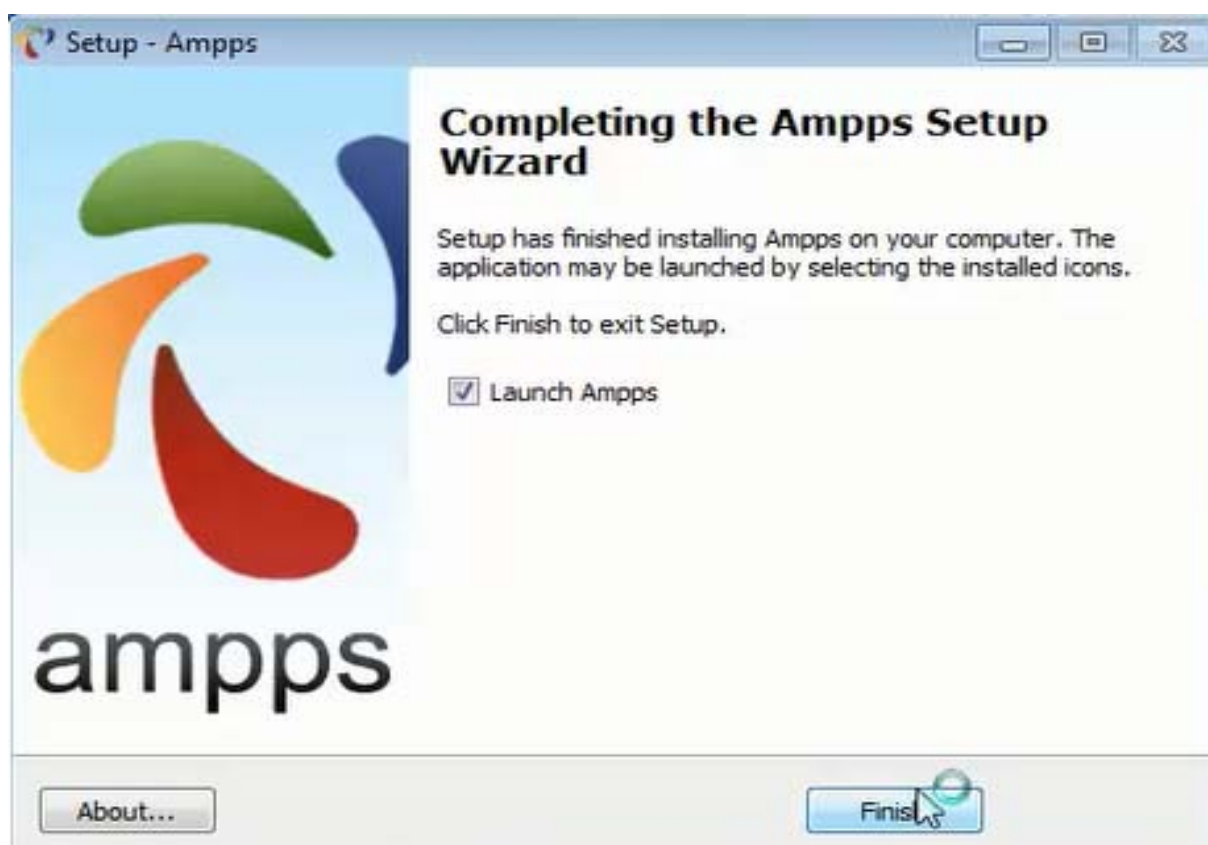 Setup - Ampps
Completing the Ampps Setup
Wizard
Setup has finished installing Ampps on your computer. The
application may be launched by selecting the installed icons.
Click Finish to exit Setup.
Launch Ampps
ampps
About...
Finish